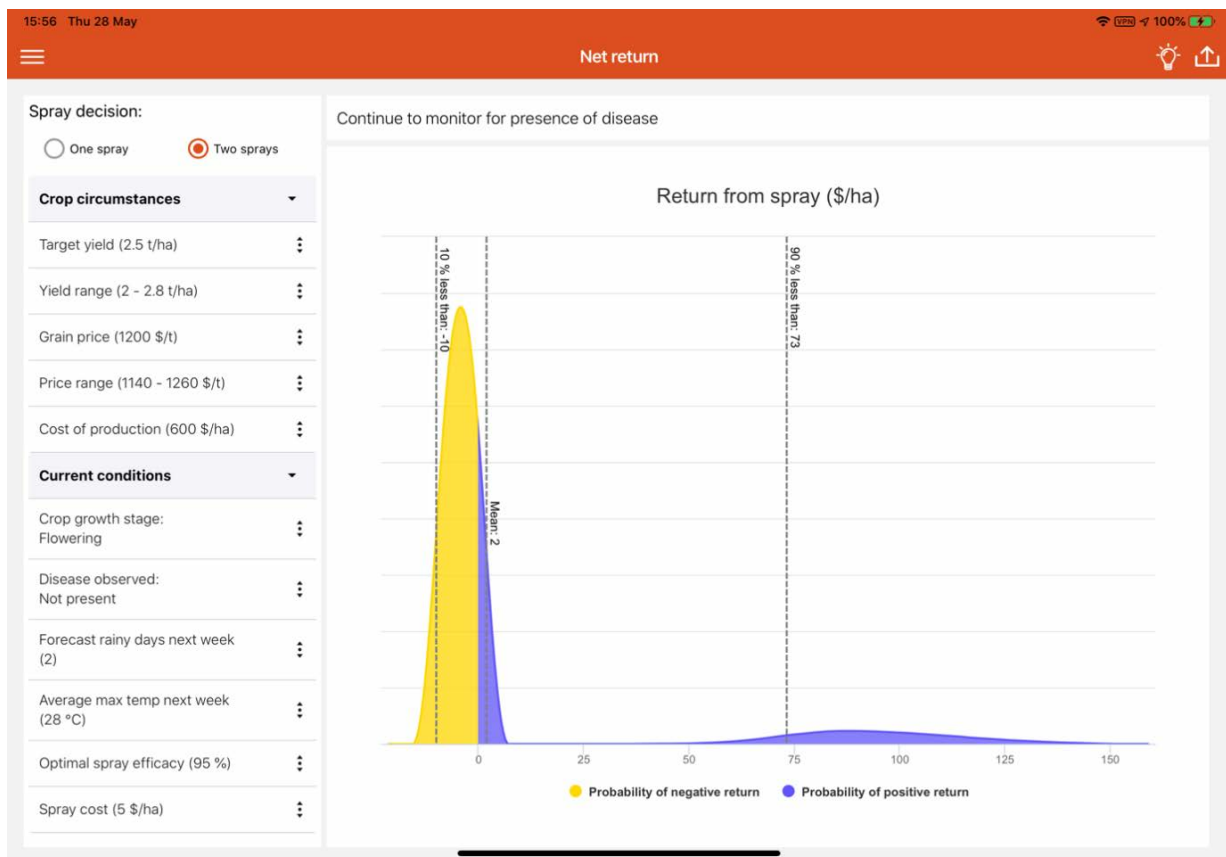 15:56 Thu 28 May
VPN
100%
Net return
Spray decision:
One spray
Two sprays
Crop circumstances
Target yield (2.5 t/ha)
Yield range (2 - 2.8 t/ha)
Grain price (1200 $/t)
Price range (1140 - 1260 $/t)
Cost of production (600 $/ha)
Current conditions
Crop growth stage:
Flowering
Disease observed:
Not present
Forecast rainy days next week
(2)
Average max temp next week
(28 °C)
Optimal spray efficacy (95 %)
Spray cost (5 $/ha)
Continue to monitor for presence of disease
Return from spray ($/ha)
10 % less than: -10
Mean: 2
90 % less than: 73
0 25 50 75 100 125 150
Probability of negative return
Probability of positive return